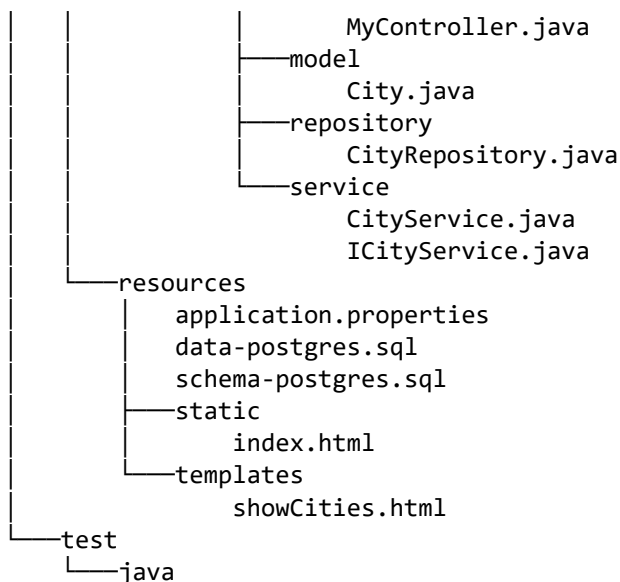 │   │           │       MyController.java
│   │           ├───model
│   │           │       City.java
│   │           ├───repository
│   │           │       CityRepository.java
│   │           └───service
│   │                   CityService.java
│   │                   ICityService.java
│   └───resources
│       │   application.properties
│       │   data-postgres.sql
│       │   schema-postgres.sql
│       ├───static
│       │       index.html
│       └───templates
│               showCities.html
└───test
    └───java